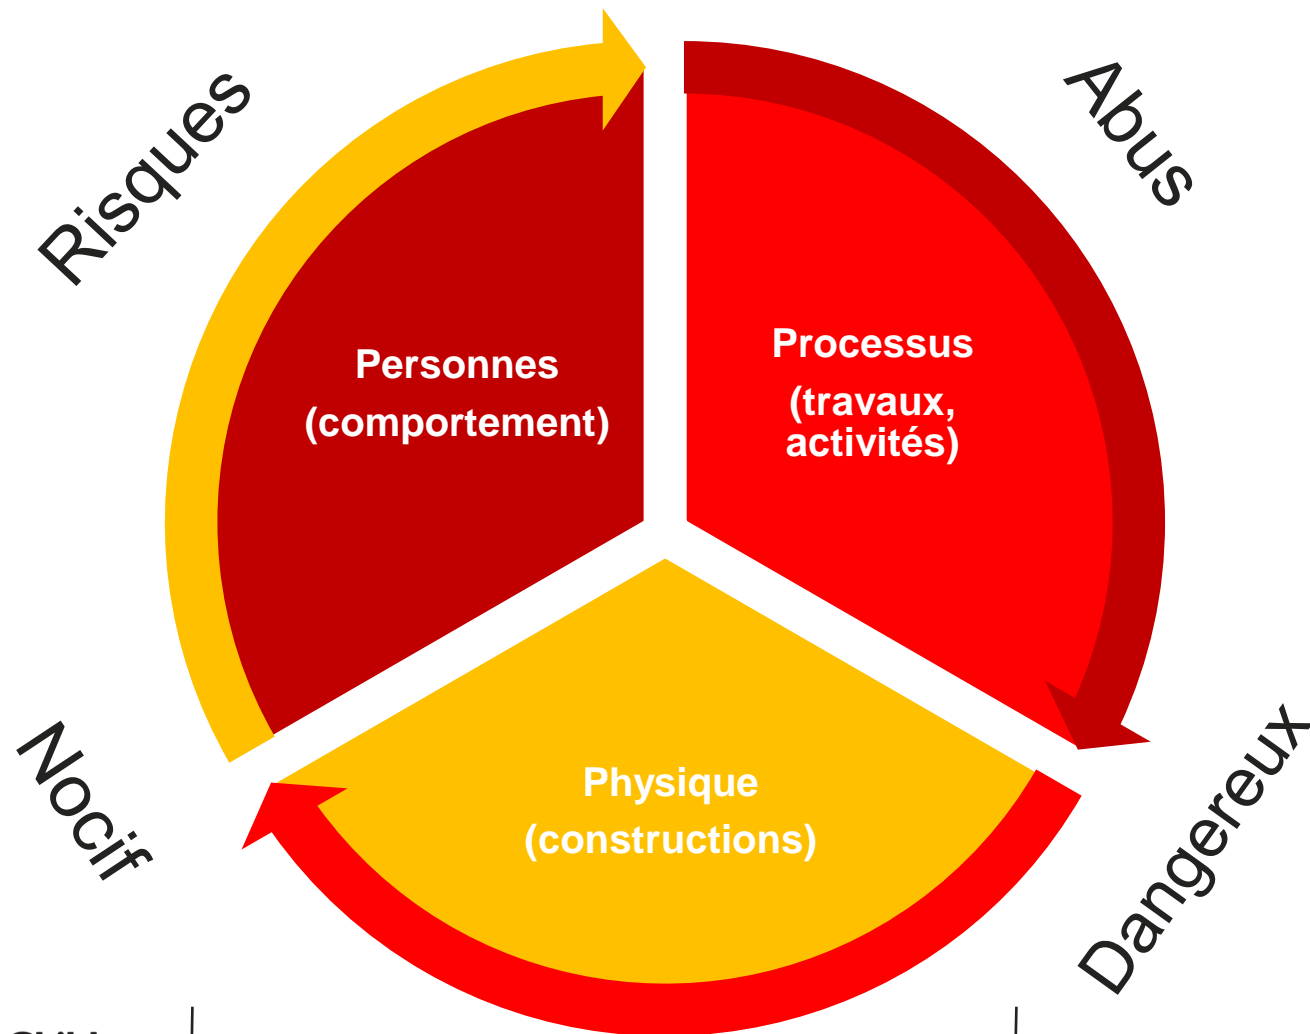 Risques
Abus
Personnes
(comportement)
Processus
(travaux,
activités)
Nocif
Physique
(constructions)
Dangereux